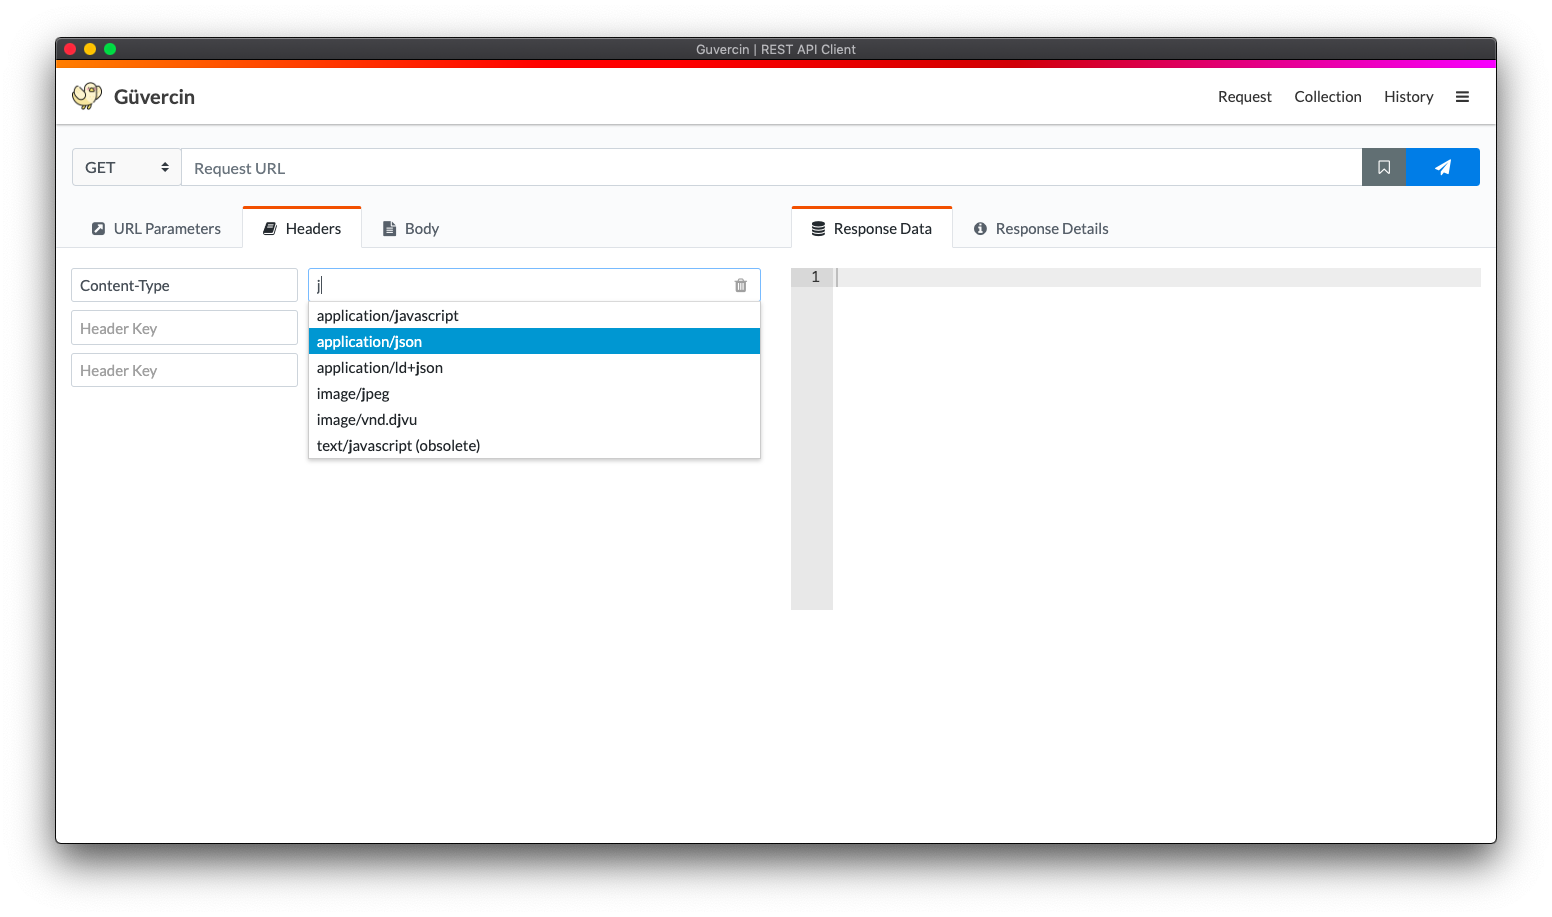 Guvercin | REST API Client
Güvercin
Request Collection History
GET Request URL
URL Parameters Headers Body
Response Data Response Details
Content-Type j
Header Key
Header Key
application/javascript
application/json
application/ld+json
image/jpeg
image/vnd.djvu
text/javascript (obsolete)
1